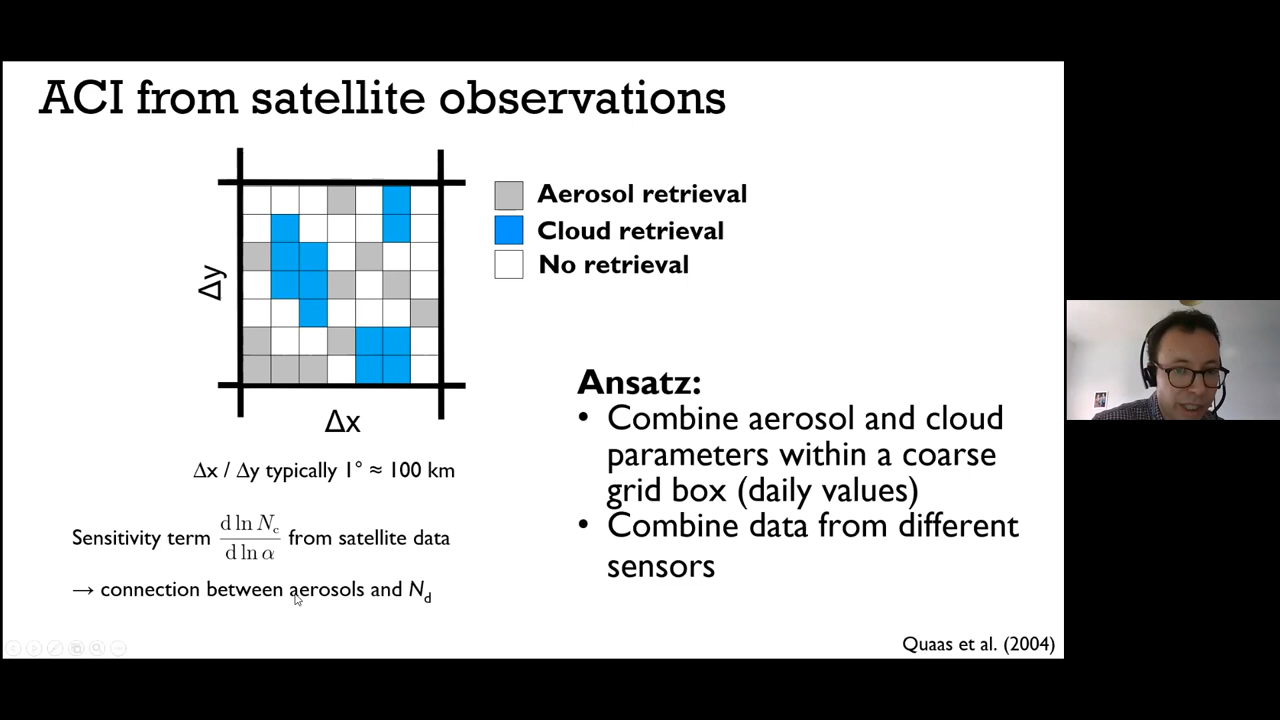 ACI from satellite observations
Aerosol retrieval
Cloud retrieval
No retrieval
Δy
Δx
Δx / Δy typically 1° ≈ 100 km
Sensitivity term d ln N_c / d ln α from satellite data
→ connection between aerosols and N_d
Ansatz:
• Combine aerosol and cloud
parameters within a coarse
grid box (daily values)
• Combine data from different
sensors
Quaas et al. (2004)